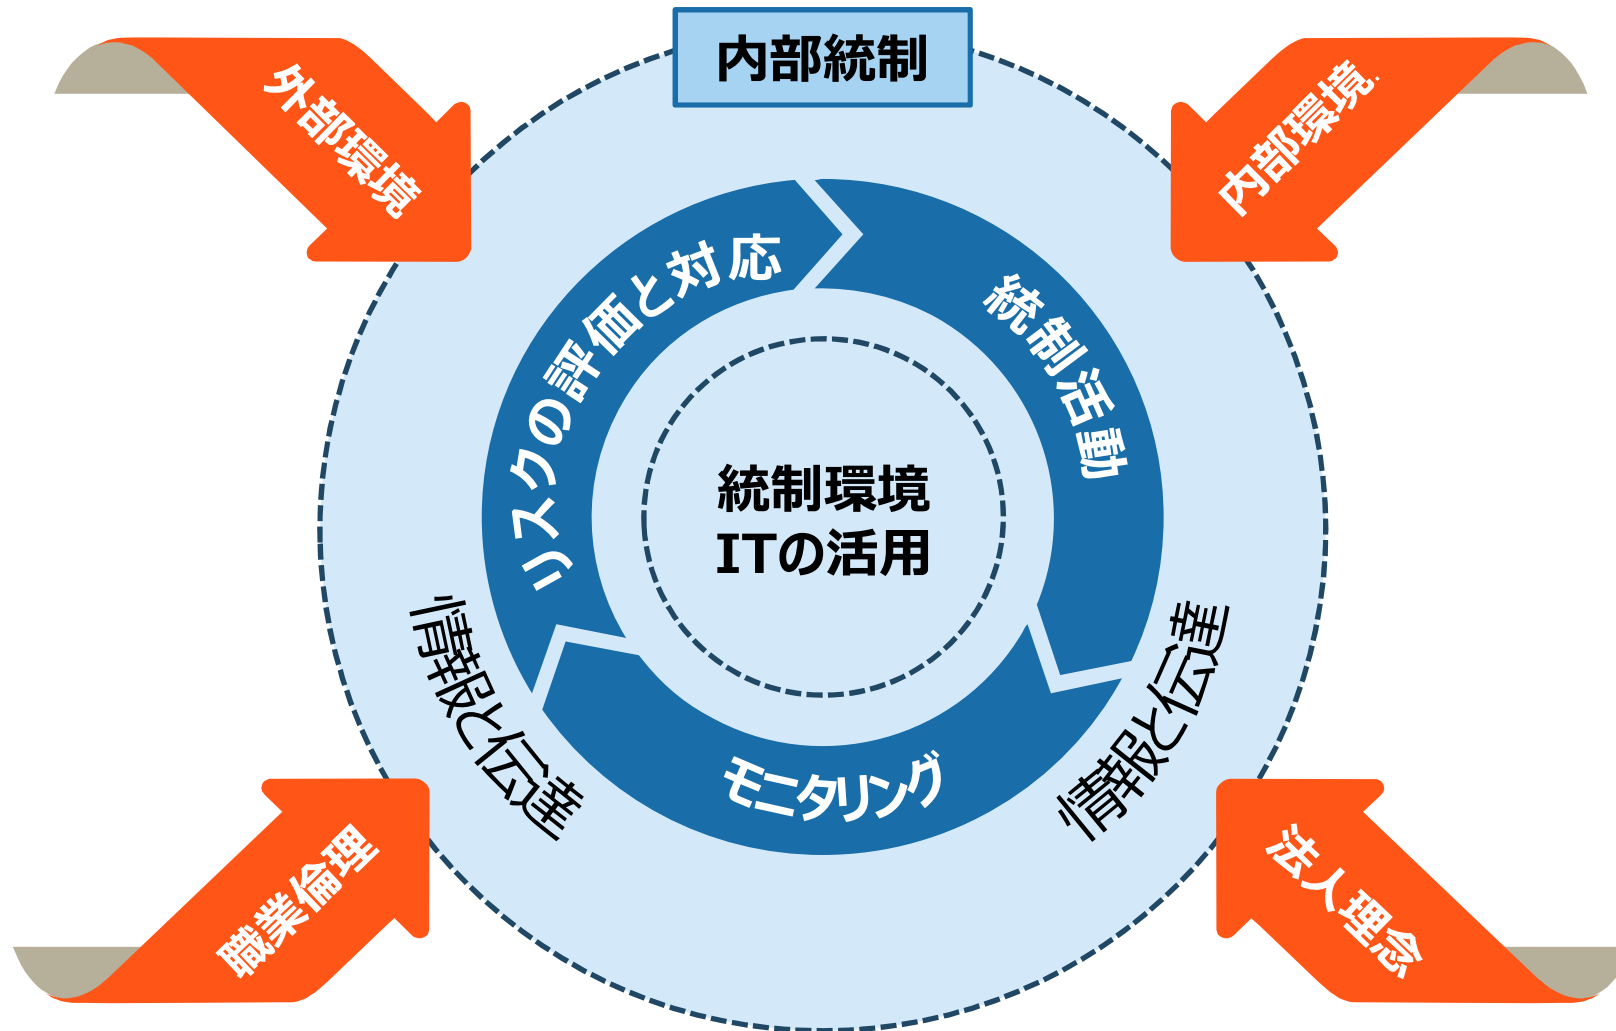 内部統制
外部環境
内部環境
リスクの評価と対応
統制活動
統制環境
ITの活用
情報と伝達
情報と伝達
モニタリング
職業倫理
法人理念